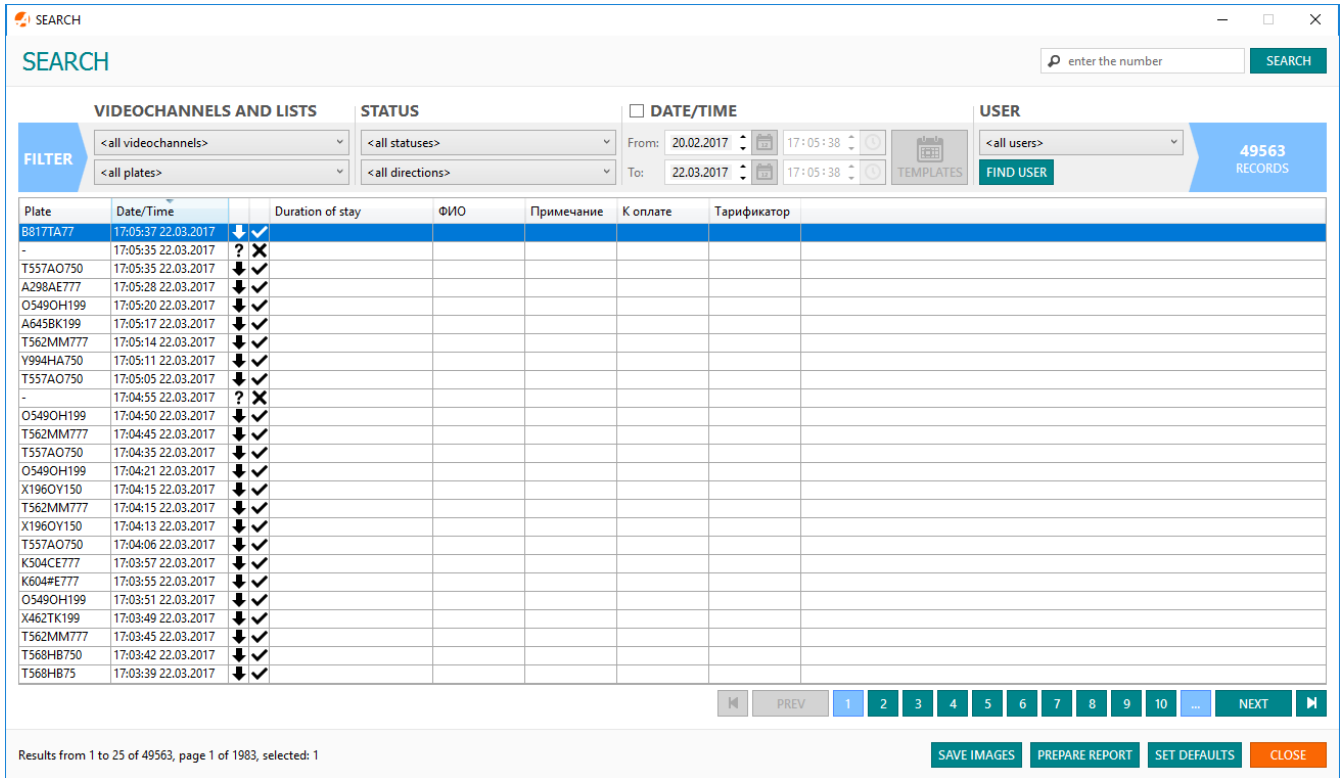 SEARCH
SEARCH
enter the number
SEARCH
VIDEOCHANNELS AND LISTS STATUS DATE/TIME USER
FILTER
<all videochannels> <all statuses> From: 20.02.2017 17:05:38 TEMPLATES <all users> 49563 RECORDS
<all plates> <all directions> To: 22.03.2017 17:05:38 FIND USER
Plate Date/Time Duration of stay ФИО Примечание К оплате Тарификатор
B817TA77 17:05:37 22.03.2017
- 17:05:35 22.03.2017 ?
T557AO750 17:05:35 22.03.2017
A298AE777 17:05:28 22.03.2017
O549OH199 17:05:20 22.03.2017
A645BK199 17:05:17 22.03.2017
T562MM777 17:05:14 22.03.2017
Y994HA750 17:05:11 22.03.2017
T557AO750 17:05:05 22.03.2017
- 17:04:55 22.03.2017 ?
O549OH199 17:04:50 22.03.2017
T562MM777 17:04:45 22.03.2017
T557AO750 17:04:35 22.03.2017
O549OH199 17:04:21 22.03.2017
X196OY150 17:04:15 22.03.2017
T562MM777 17:04:15 22.03.2017
X196OY150 17:04:13 22.03.2017
T557AO750 17:04:06 22.03.2017
K504CE777 17:03:57 22.03.2017
K604#E777 17:03:55 22.03.2017
O549OH199 17:03:51 22.03.2017
X462TK199 17:03:49 22.03.2017
T562MM777 17:03:45 22.03.2017
T568HB750 17:03:42 22.03.2017
T568HB75 17:03:39 22.03.2017
PREV 1 2 3 4 5 6 7 8 9 10 ... NEXT
Results from 1 to 25 of 49563, page 1 of 1983, selected: 1 SAVE IMAGES PREPARE REPORT SET DEFAULTS CLOSE